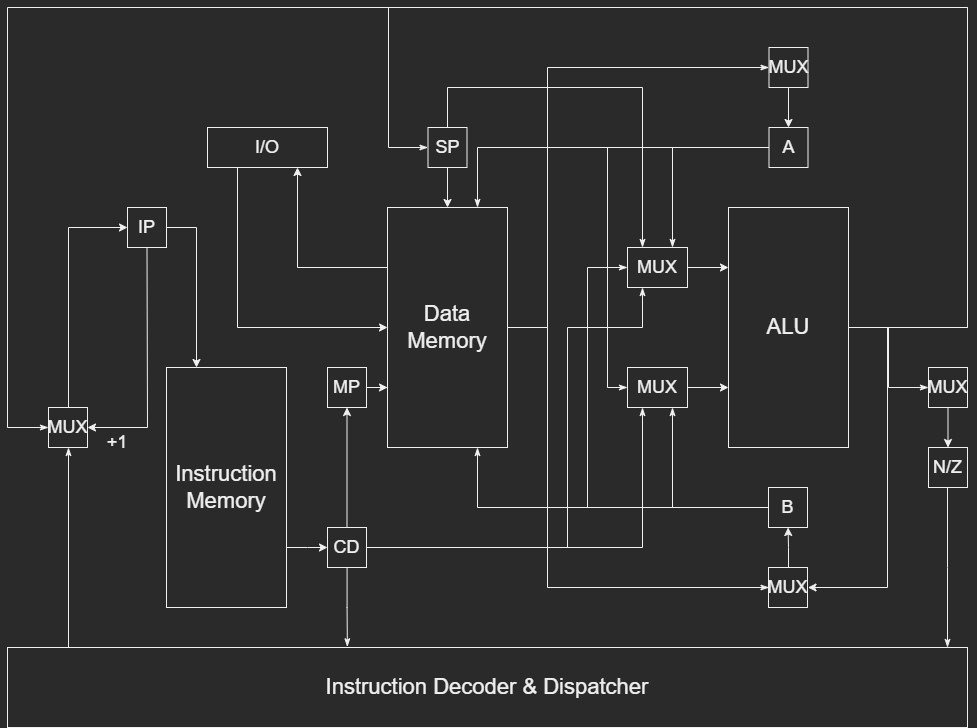 MUX
I/O
SP
A
IP
MUX
Data
Memory
ALU
MP
MUX
MUX
MUX
+1
Instruction
Memory
N/Z
B
CD
MUX
Instruction Decoder & Dispatcher